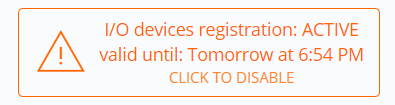 I/O devices registration: ACTIVE
valid until: Tomorrow at 6:54 PM
CLICK TO DISABLE